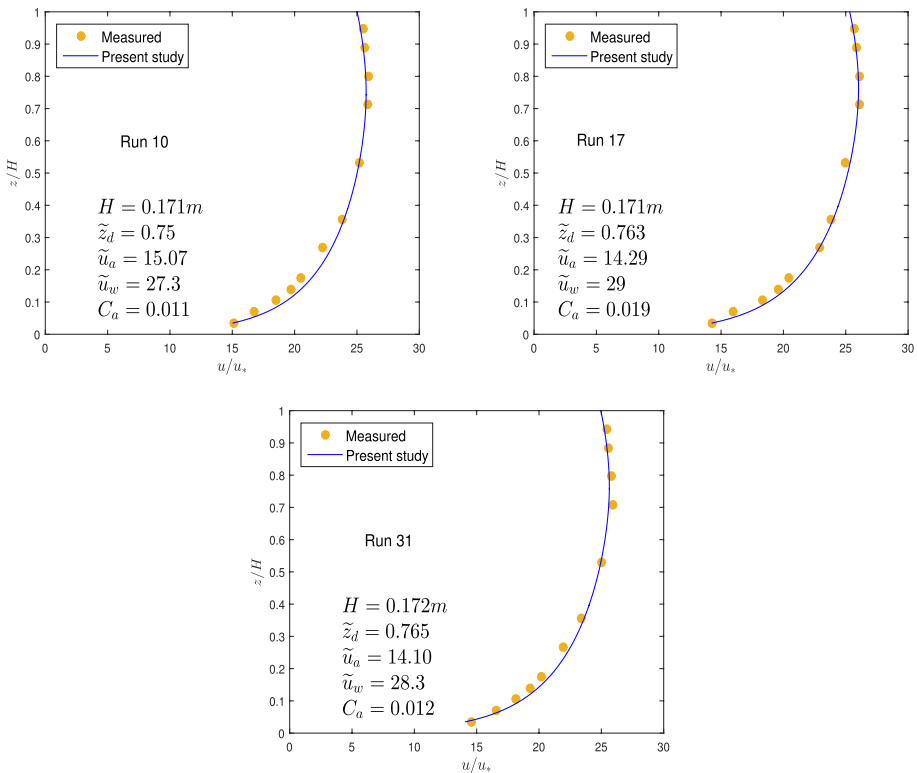 Measured
Present study
Run 10
H = 0.171m
z̃_d = 0.75
ũ_a = 15.07
ũ_w = 27.3
C_a = 0.011
z/H
1
0.9
0.8
0.7
0.6
0.5
0.4
0.3
0.2
0.1
0
0 5 10 15 20 25 30
u/u_*
Measured
Present study
Run 17
H = 0.171m
z̃_d = 0.763
ũ_a = 14.29
ũ_w = 29
C_a = 0.019
z/H
1
0.9
0.8
0.7
0.6
0.5
0.4
0.3
0.2
0.1
0
0 5 10 15 20 25 30
u/u_*
Measured
Present study
Run 31
H = 0.172m
z̃_d = 0.765
ũ_a = 14.10
ũ_w = 28.3
C_a = 0.012
z/H
1
0.9
0.8
0.7
0.6
0.5
0.4
0.3
0.2
0.1
0
0 5 10 15 20 25 30
u/u_*